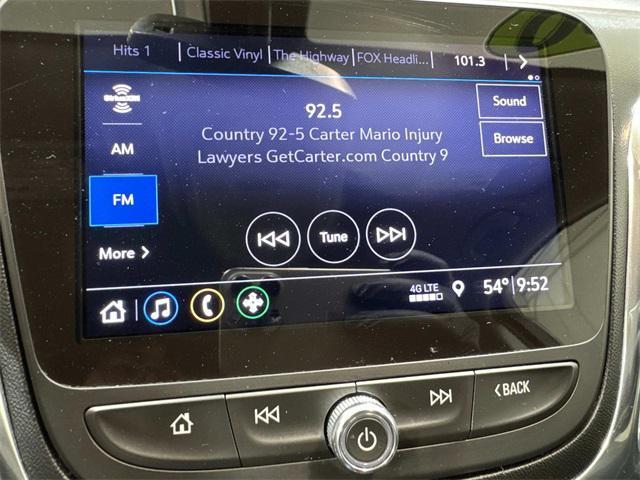 Hits 1 Classic Vinyl The Highway FOX Headli... 101.3
SiriusXM
92.5
Sound
Country 92-5 Carter Mario Injury
Lawyers GetCarter.com Country 9
Browse
AM
FM
Tune
More
4G LTE 54° 9:52
BACK